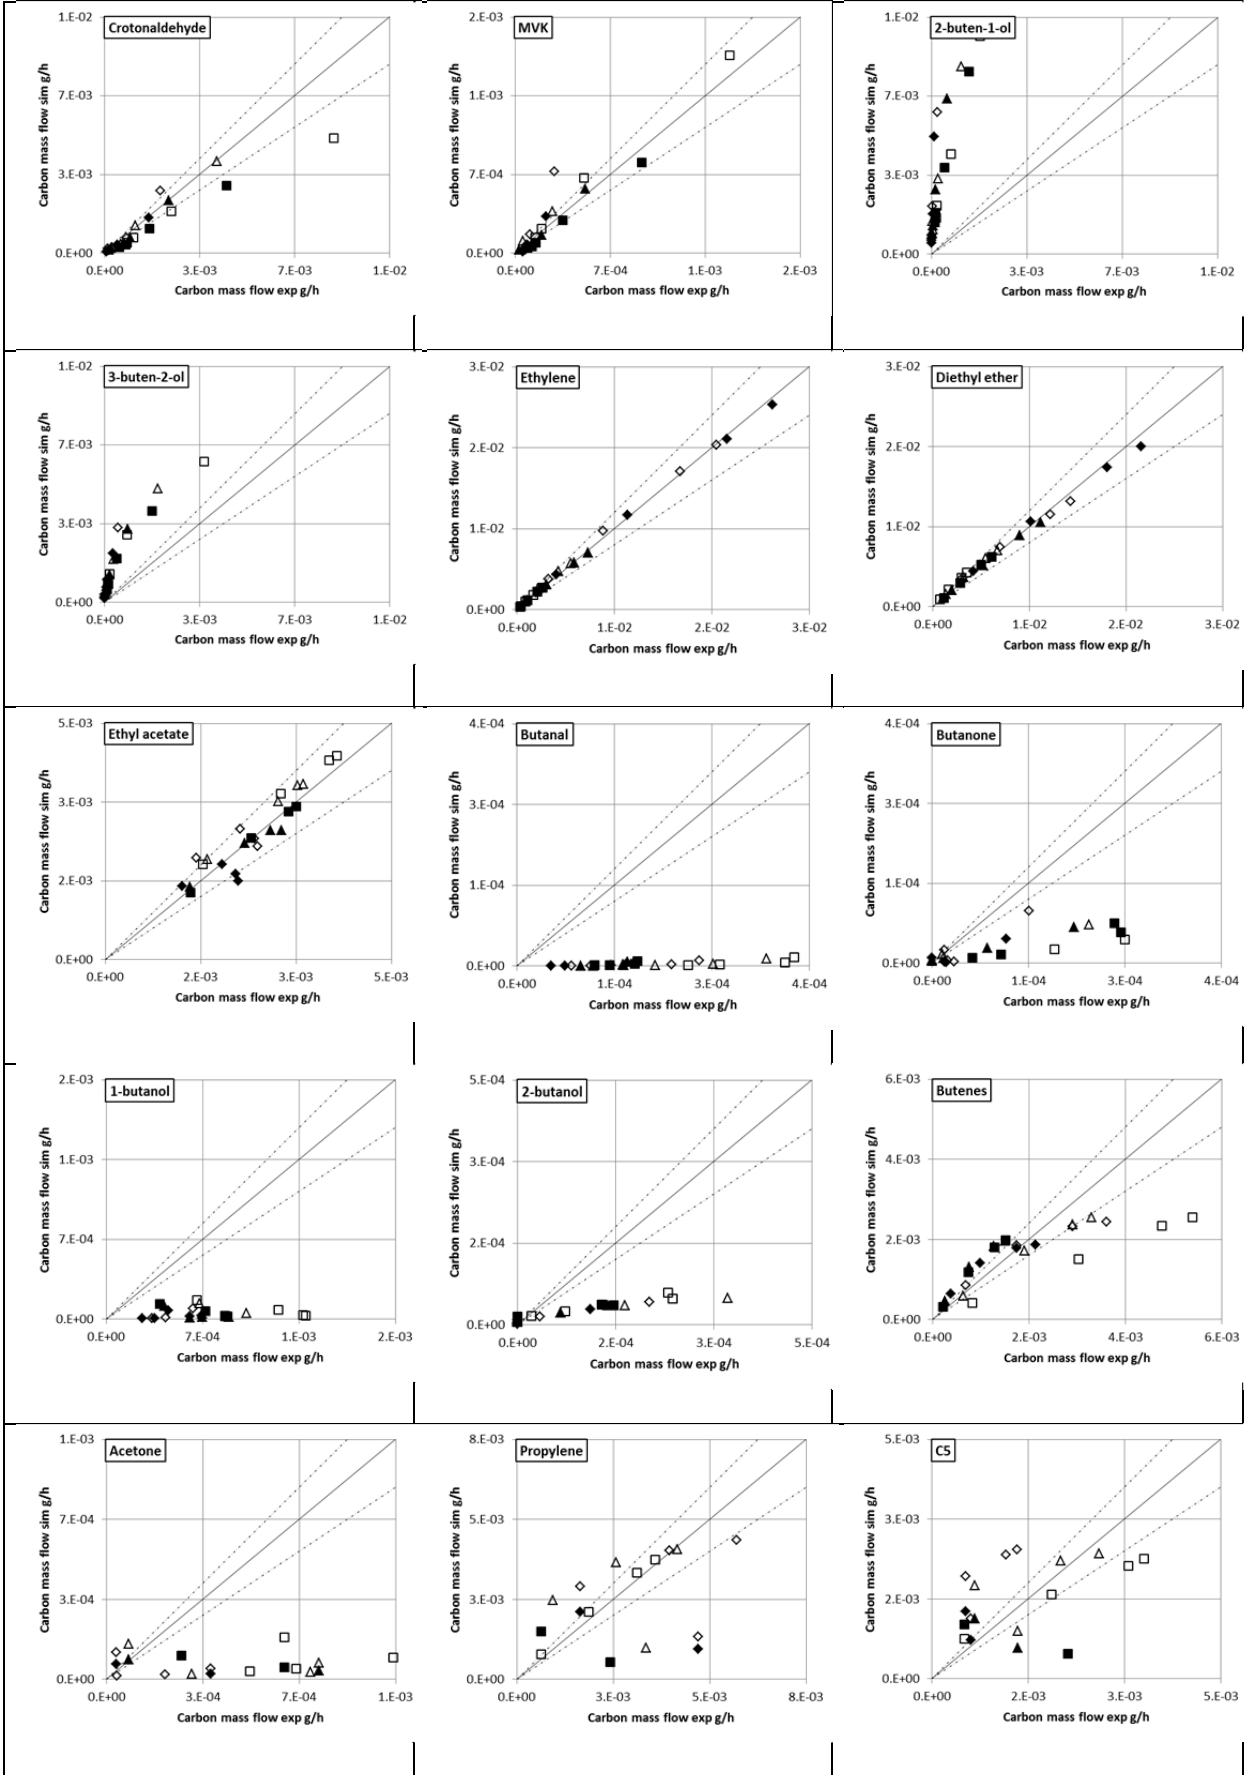 Crotonaldehyde
1.E-02
7.E-03
3.E-03
0.E+00
Carbon mass flow sim g/h
0.E+00 3.E-03 7.E-03 1.E-02
Carbon mass flow exp g/h
MVK
2.E-03
1.E-03
7.E-04
0.E+00
Carbon mass flow sim g/h
0.E+00 7.E-04 1.E-03 2.E-03
Carbon mass flow exp g/h
2-buten-1-ol
1.E-02
7.E-03
3.E-03
0.E+00
Carbon mass flow sim g/h
0.E+00 3.E-03 7.E-03 1.E-02
Carbon mass flow exp g/h
3-buten-2-ol
1.E-02
7.E-03
3.E-03
0.E+00
Carbon mass flow sim g/h
0.E+00 3.E-03 7.E-03 1.E-02
Carbon mass flow exp g/h
Ethylene
3.E-02
2.E-02
1.E-02
0.E+00
Carbon mass flow sim g/h
0.E+00 1.E-02 2.E-02 3.E-02
Carbon mass flow exp g/h
Diethyl ether
3.E-02
2.E-02
1.E-02
0.E+00
Carbon mass flow sim g/h
0.E+00 1.E-02 2.E-02 3.E-02
Carbon mass flow exp g/h
Ethyl acetate
5.E-03
3.E-03
2.E-03
0.E+00
Carbon mass flow sim g/h
0.E+00 2.E-03 3.E-03 5.E-03
Carbon mass flow exp g/h
Butanal
4.E-04
3.E-04
1.E-04
0.E+00
Carbon mass flow sim g/h
0.E+00 1.E-04 3.E-04 4.E-04
Carbon mass flow exp g/h
Butanone
4.E-04
3.E-04
1.E-04
0.E+00
Carbon mass flow sim g/h
0.E+00 1.E-04 3.E-04 4.E-04
Carbon mass flow exp g/h
1-butanol
2.E-03
1.E-03
7.E-04
0.E+00
Carbon mass flow sim g/h
0.E+00 7.E-04 1.E-03 2.E-03
Carbon mass flow exp g/h
2-butanol
5.E-04
3.E-04
2.E-04
0.E+00
Carbon mass flow sim g/h
0.E+00 2.E-04 3.E-04 5.E-04
Carbon mass flow exp g/h
Butenes
6.E-03
4.E-03
2.E-03
0.E+00
Carbon mass flow sim g/h
0.E+00 2.E-03 4.E-03 6.E-03
Carbon mass flow exp g/h
Acetone
1.E-03
7.E-04
3.E-04
0.E+00
Carbon mass flow sim g/h
0.E+00 3.E-04 7.E-04 1.E-03
Carbon mass flow exp g/h
Propylene
8.E-03
5.E-03
3.E-03
0.E+00
Carbon mass flow sim g/h
0.E+00 3.E-03 5.E-03 8.E-03
Carbon mass flow exp g/h
C5
5.E-03
3.E-03
2.E-03
0.E+00
Carbon mass flow sim g/h
0.E+00 2.E-03 3.E-03 5.E-03
Carbon mass flow exp g/h